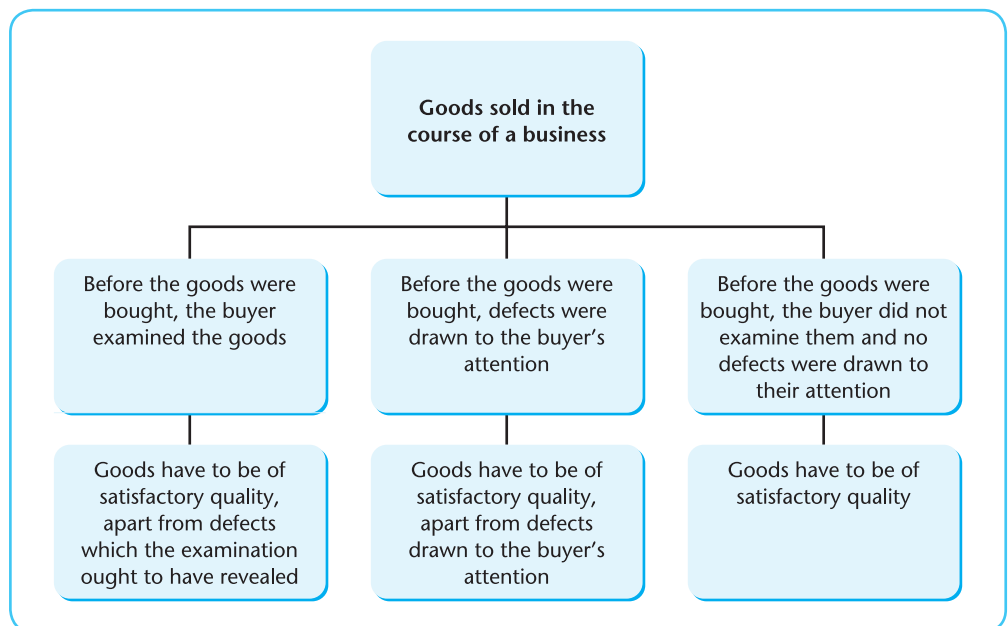 Goods sold in the
course of a business
Before the goods were
bought, the buyer
examined the goods
Before the goods were
bought, defects were
drawn to the buyer's
attention
Before the goods were
bought, the buyer did not
examine them and no
defects were drawn to
their attention
Goods have to be of
satisfactory quality,
apart from defects
which the examination
ought to have revealed
Goods have to be of
satisfactory quality,
apart from defects
drawn to the buyer's
attention
Goods have to be of
satisfactory quality